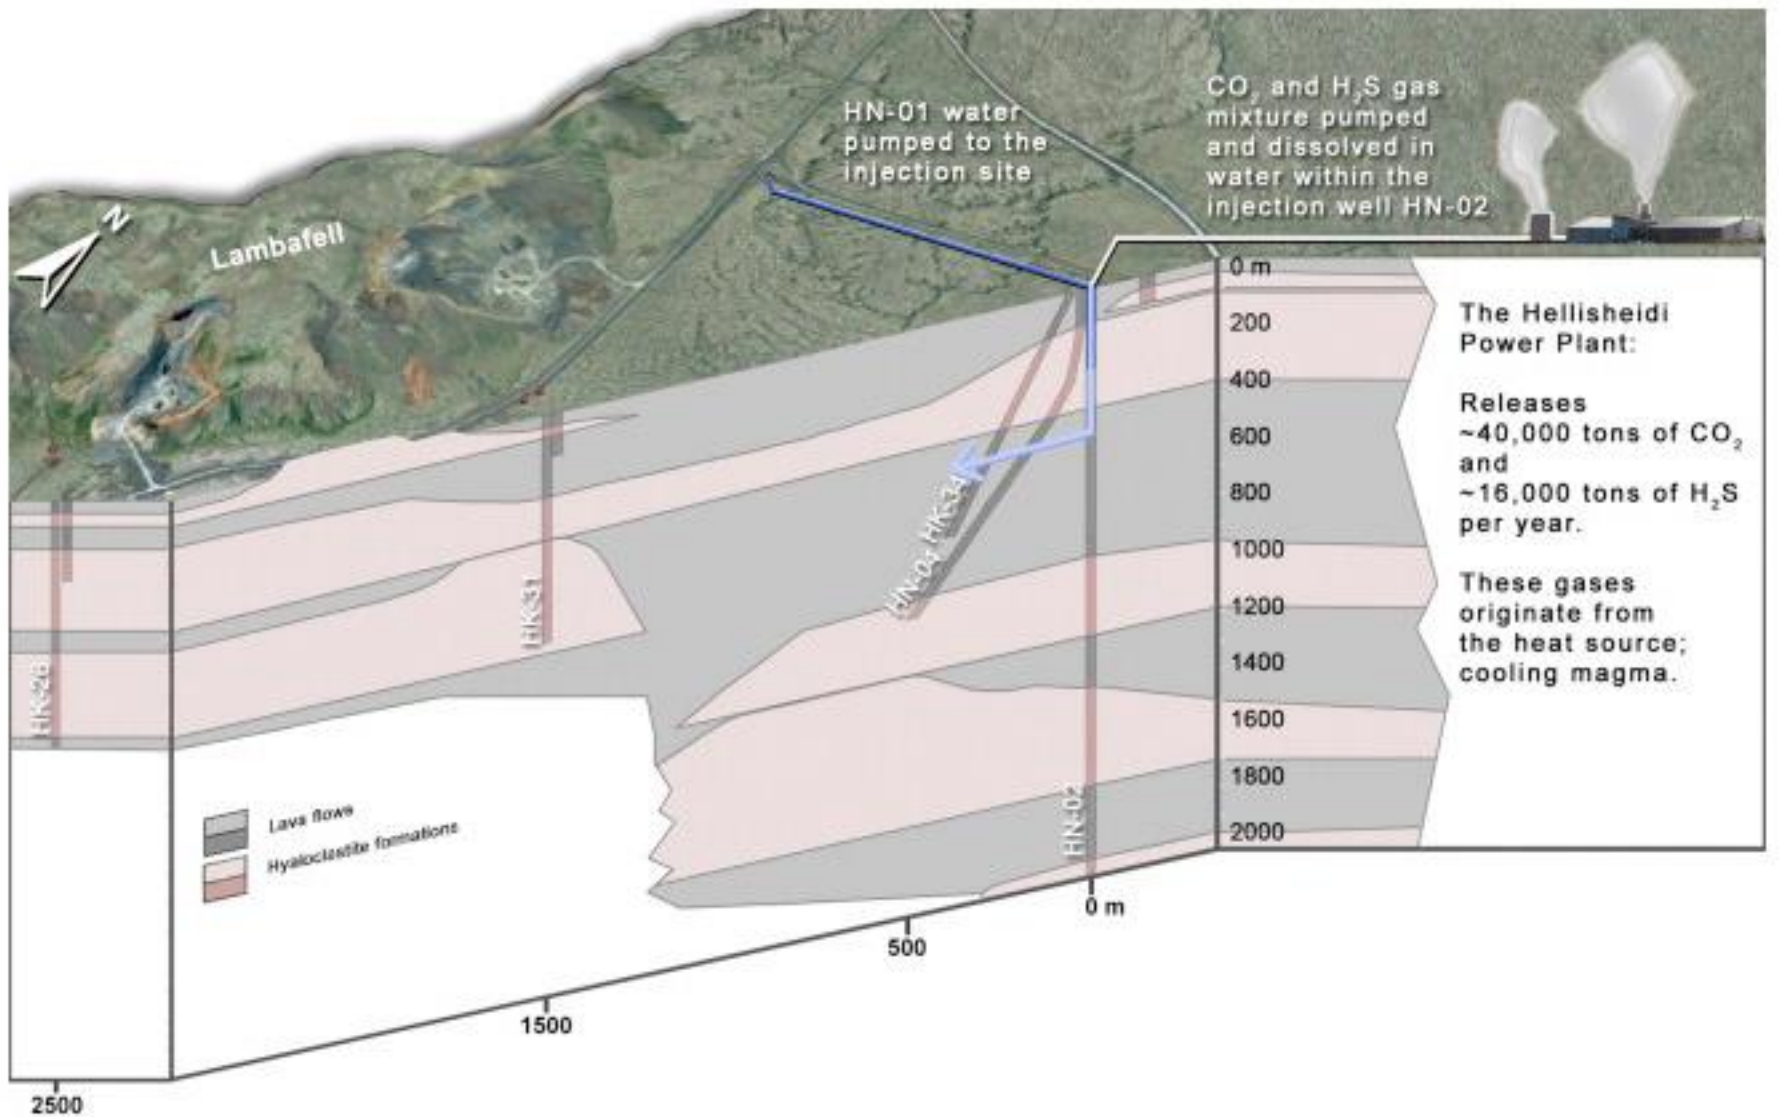 N
Lambafell
HN-01 water
pumped to the
injection site
CO₂ and H₂S gas
mixture pumped
and dissolved in
water within the
injection well HN-02
0 m
200
400
600
800
1000
1200
1400
1600
1800
2000
The Hellisheidi
Power Plant:
Releases
~40,000 tons of CO₂
and
~16,000 tons of H₂S
per year.
These gases
originate from
the heat source;
cooling magma.
HK-34
HN-04
HK-31
HK-26
HN-02
Lava flows
Hyaloclastite formations
0 m
500
1500
2500